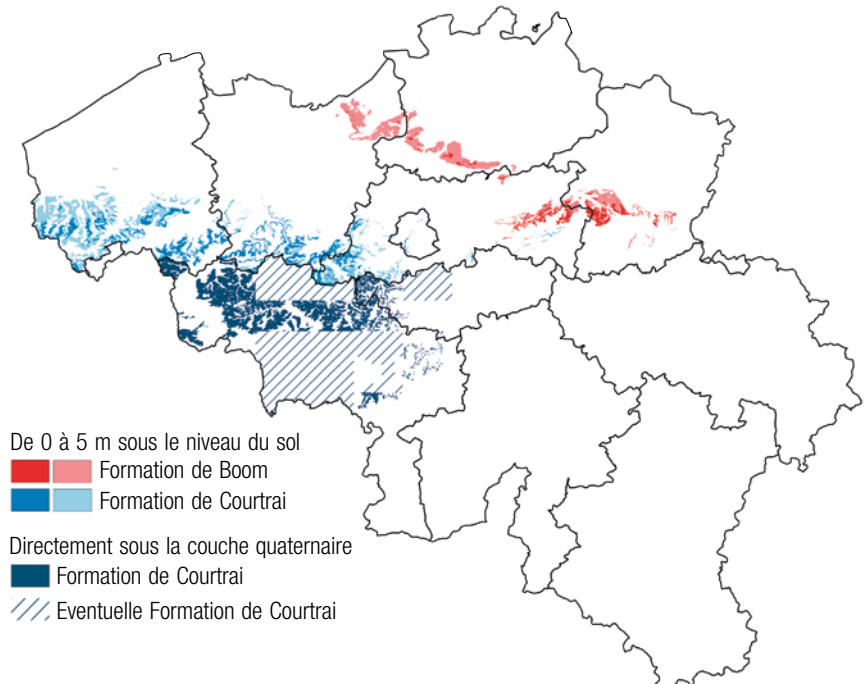 De 0 à 5 m sous le niveau du sol
Formation de Boom
Formation de Courtrai
Directement sous la couche quaternaire
Formation de Courtrai
Eventuelle Formation de Courtrai